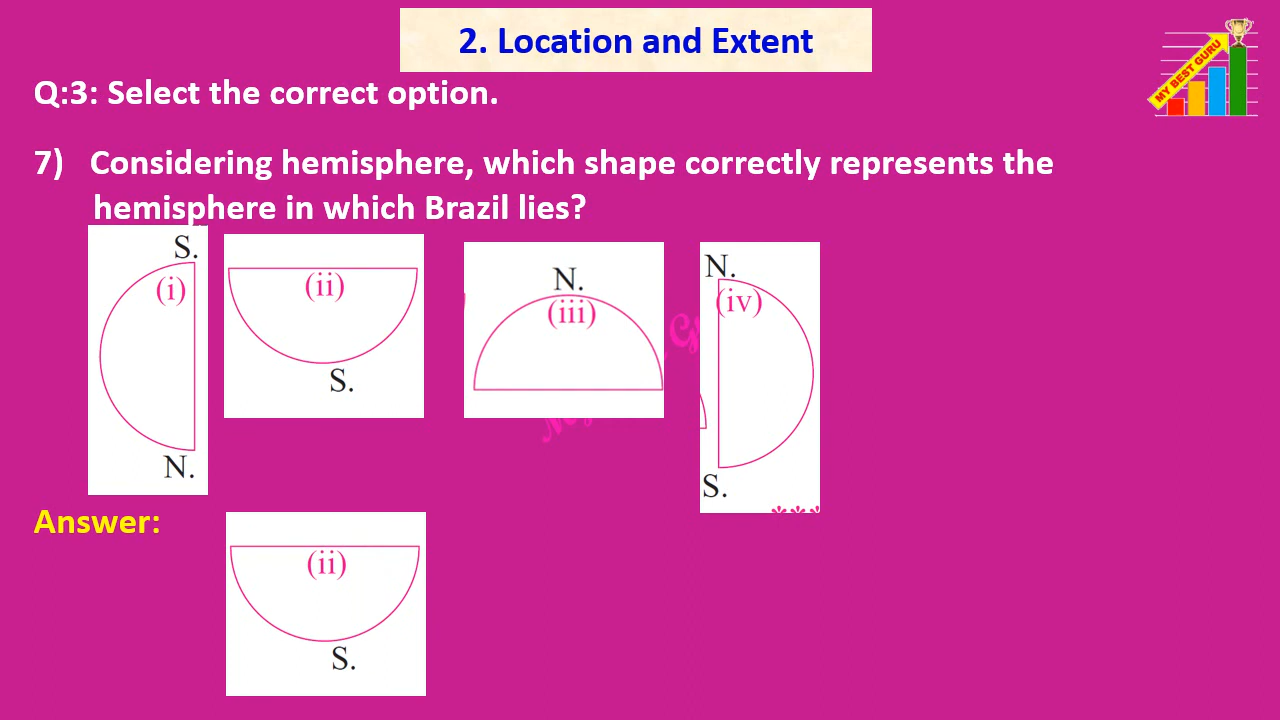 2. Location and Extent
MY BEST GURU
Q:3: Select the correct option.
7) Considering hemisphere, which shape correctly represents the
hemisphere in which Brazil lies?
S.
(i)
N.
(ii)
S.
N.
(iii)
N.
(iv)
S.
Answer:
(ii)
S.